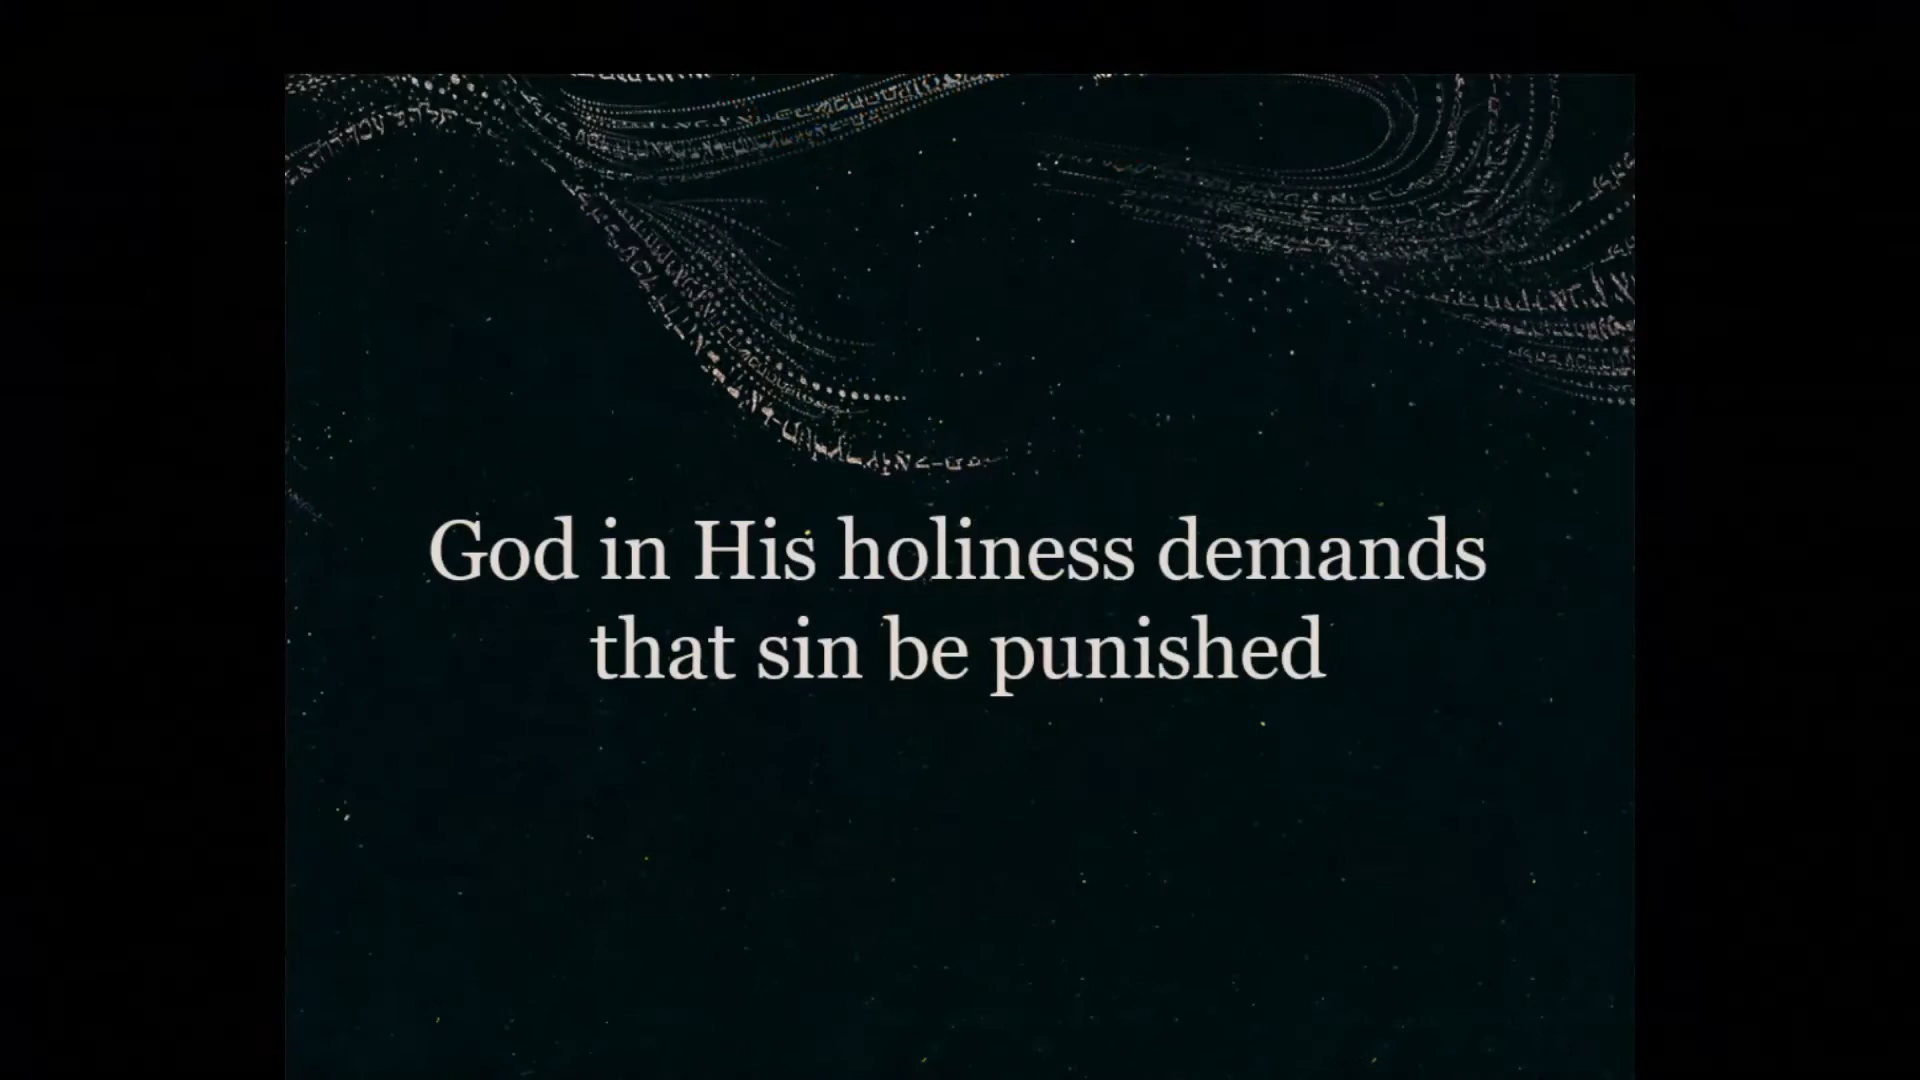 God in His holiness demands
that sin be punished